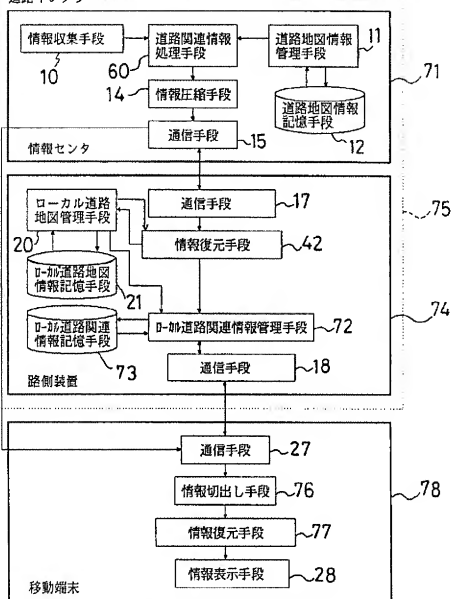 情報収集手段
10
道路関連情報
処理手段
60
道路地図情報
管理手段
11
71
14
情報圧縮手段
道路地図情報
記憶手段
12
通信手段
15
情報センタ
通信手段
17
75
ローカル道路
地図管理手段
20
情報復元手段
42
74
ローカル道路地図
情報記憶手段
21
ローカル道路関連
情報記憶手段
73
ローカル道路関連情報管理手段
72
通信手段
18
路側装置
通信手段
27
情報切出し手段
76
78
情報復元手段
77
情報表示手段
28
移動端末